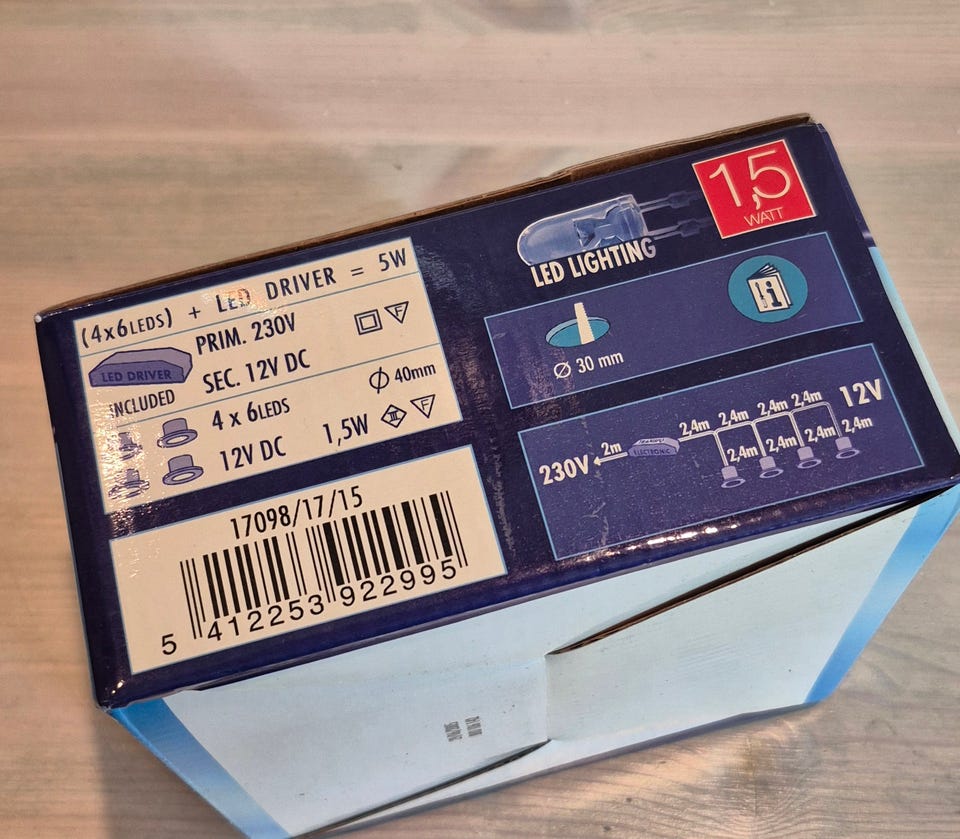 (4x6LEDS) + LED DRIVER = 5W
LED DRIVER
INCLUDED
PRIM. 230V
SEC. 12V DC
F
4 x 6LEDS
12V DC
1,5W
Ø 40mm
III
F
17098/17/15
5 412253 922995
LED LIGHTING
1,5
WATT
Ø 30 mm
i
230V
2m
ELECTRONIC
2,4m 2,4m 2,4m 2,4m
12V
2,4m 2,4m 2,4m 2,4m